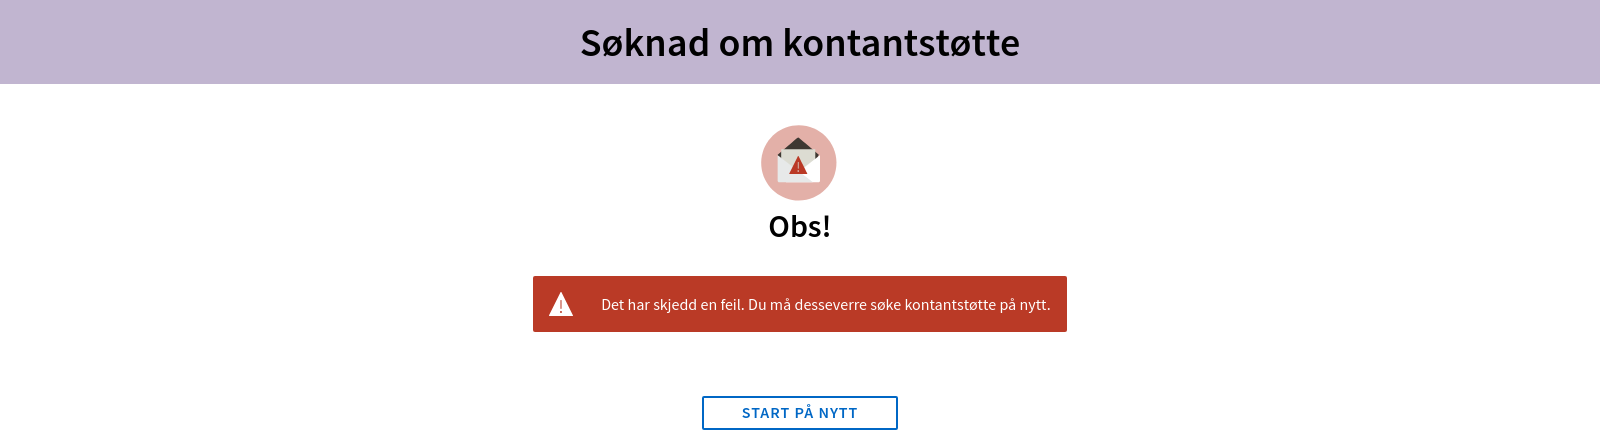 Søknad om kontantstøtte
Obs!
Det har skjedd en feil. Du må desseverre søke kontantstøtte på nytt.
START PÅ NYTT